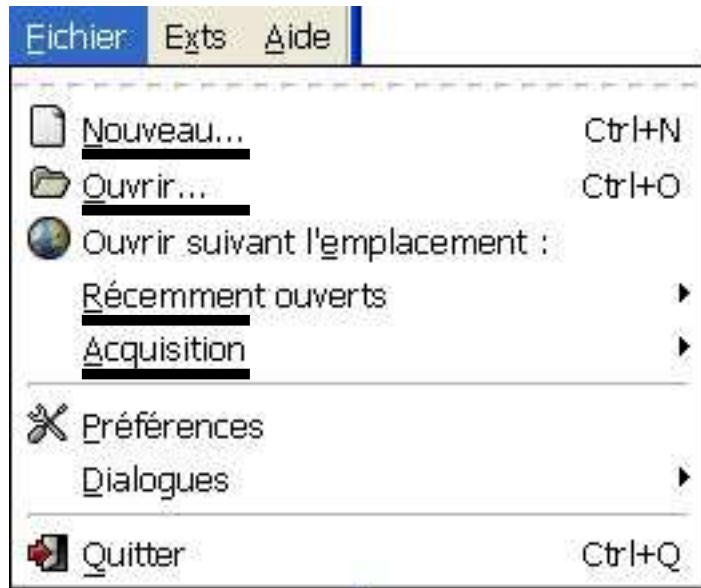 Fichier Exts Aide
Nouveau... Ctrl+N
Ouvrir... Ctrl+O
Ouvrir suivant l'emplacement :
Récemment ouverts
Acquisition
Préférences
Dialogues
Quitter Ctrl+Q